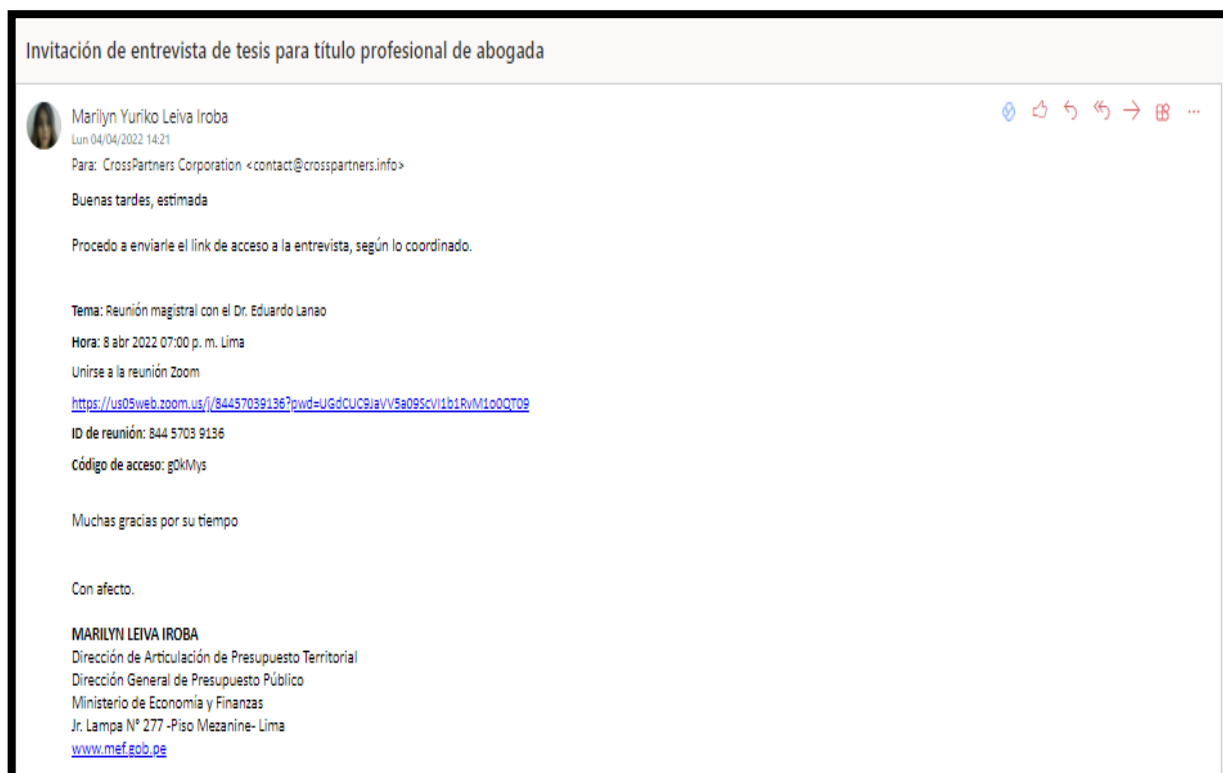 Invitación de entrevista de tesis para título profesional de abogada
Marilyn Yuriko Leiva Iroba
Lun 04/04/2022 14:21
Para: CrossPartners Corporation <contact@crosspartners.info>
Buenas tardes, estimada
Procedo a enviarle el link de acceso a la entrevista, según lo coordinado.
Tema: Reunión magistral con el Dr. Eduardo Lanao
Hora: 8 abr 2022 07:00 p. m. Lima
Unirse a la reunión Zoom
https://us05web.zoom.us/j/84457039136?pwd=UGdCUC9JaVV5a09ScVI1b1RvM1o0QT09
ID de reunión: 844 5703 9136
Código de acceso: g0kMys
Muchas gracias por su tiempo
Con afecto.
MARILYN LEIVA IROBA
Dirección de Articulación de Presupuesto Territorial
Dirección General de Presupuesto Público
Ministerio de Economía y Finanzas
Jr. Lampa N° 277 -Piso Mezanine- Lima
www.mef.gob.pe